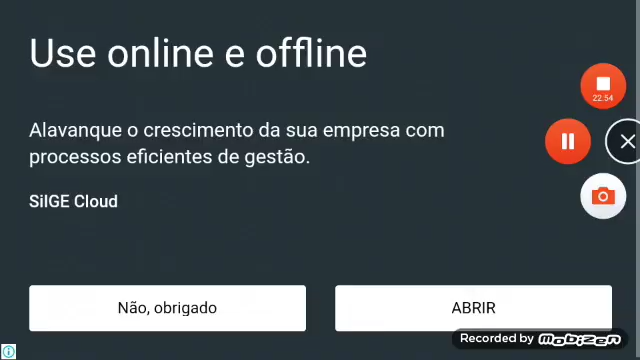 Use online e offline
22:54
Alavanque o crescimento da sua empresa com
processos eficientes de gestão.
SilGE Cloud
Não, obrigado
ABRIR
Recorded by Mobizen